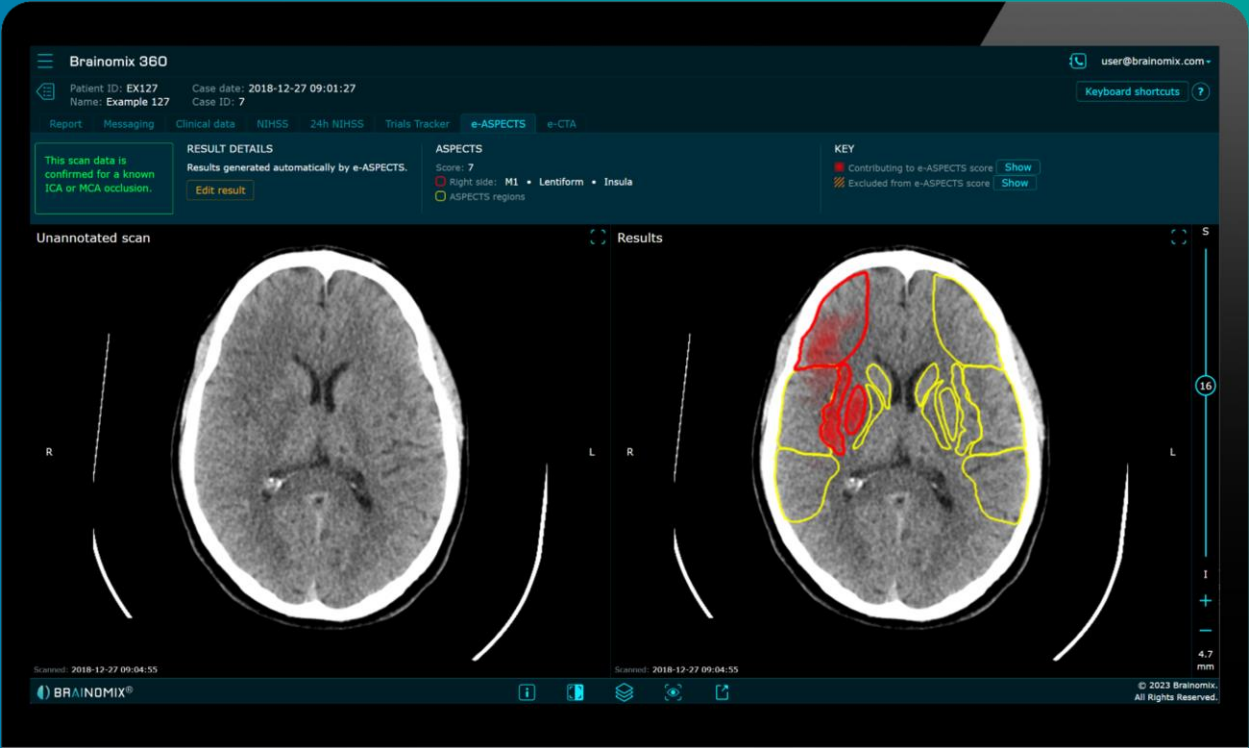 Brainomix 360
user@brainomix.com
Patient ID: EX127
Name: Example 127
Case date: 2018-12-27 09:01:27
Case ID: 7
Keyboard shortcuts
?
Report Messaging Clinical data NIHSS 24h NIHSS Trials Tracker e-ASPECTS e-CTA
This scan data is
confirmed for a known
ICA or MCA occlusion.
RESULT DETAILS
Results generated automatically by e-ASPECTS.
Edit result
ASPECTS
Score: 7
Right side: M1 • Lentiform • Insula
ASPECTS regions
KEY
Contributing to e-ASPECTS score Show
Excluded from e-ASPECTS score Show
Unannotated scan
R
L
Scanned: 2018-12-27 09:04:55
Results
R
L
Scanned: 2018-12-27 09:04:55
S
16
I
+
−
4.7
mm
BRAINOMIX®
i
© 2023 Brainomix.
All Rights Reserved.